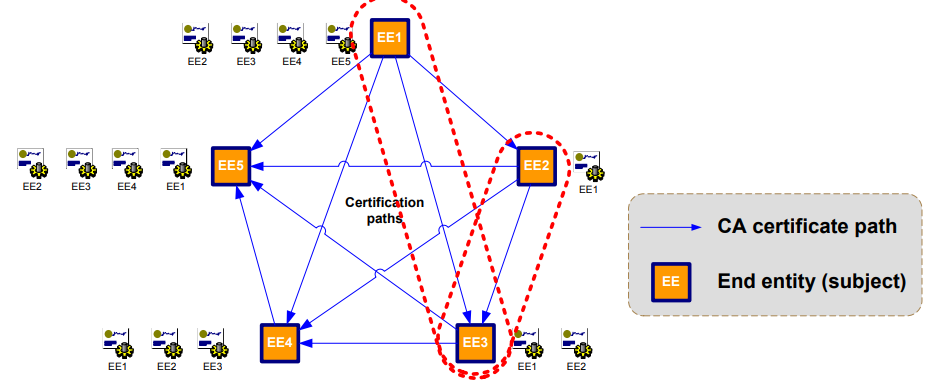 EE1
EE2
EE3
EE4
EE5
EE5
EE2
EE2
EE3
EE4
EE1
EE1
Certification
paths
CA certificate path
EE
End entity (subject)
EE4
EE3
EE1
EE2
EE3
EE1
EE2